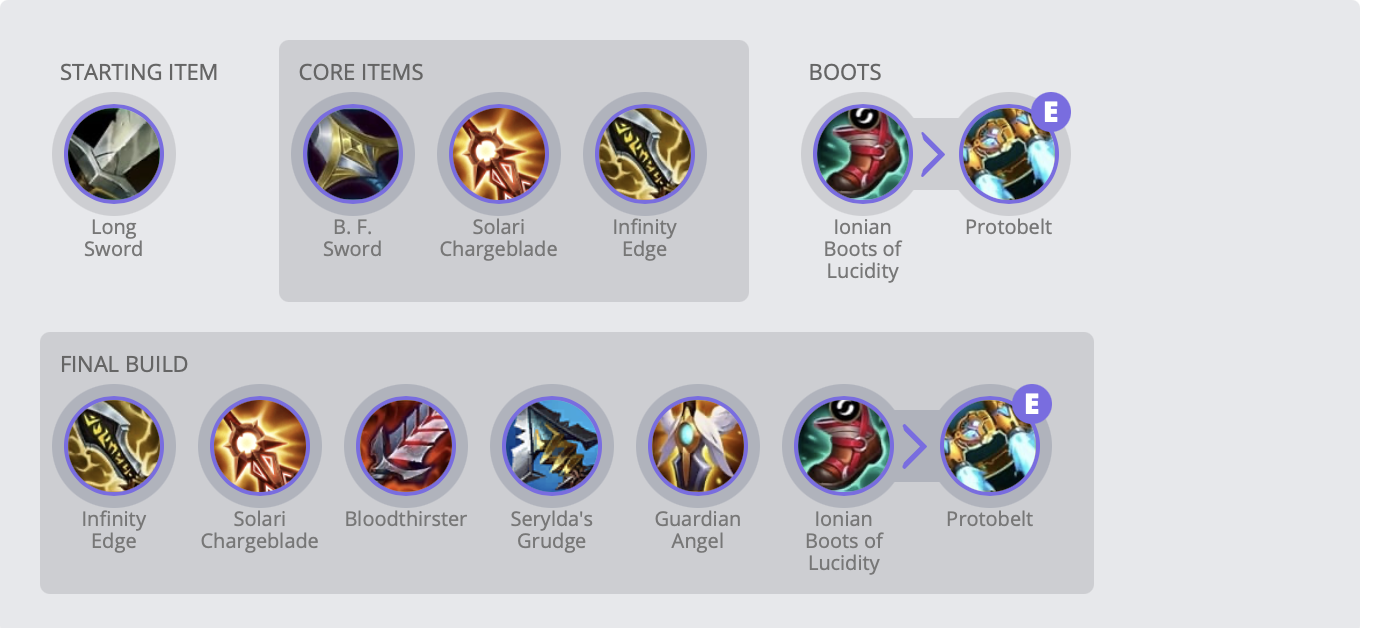 STARTING ITEM
Long
Sword
CORE ITEMS
B. F.
Sword
Solari
Chargeblade
Infinity
Edge
BOOTS
Ionian
Boots of
Lucidity
E
Protobelt
FINAL BUILD
Infinity
Edge
Solari
Chargeblade
Bloodthirster
Serylda's
Grudge
Guardian
Angel
Ionian
Boots of
Lucidity
E
Protobelt